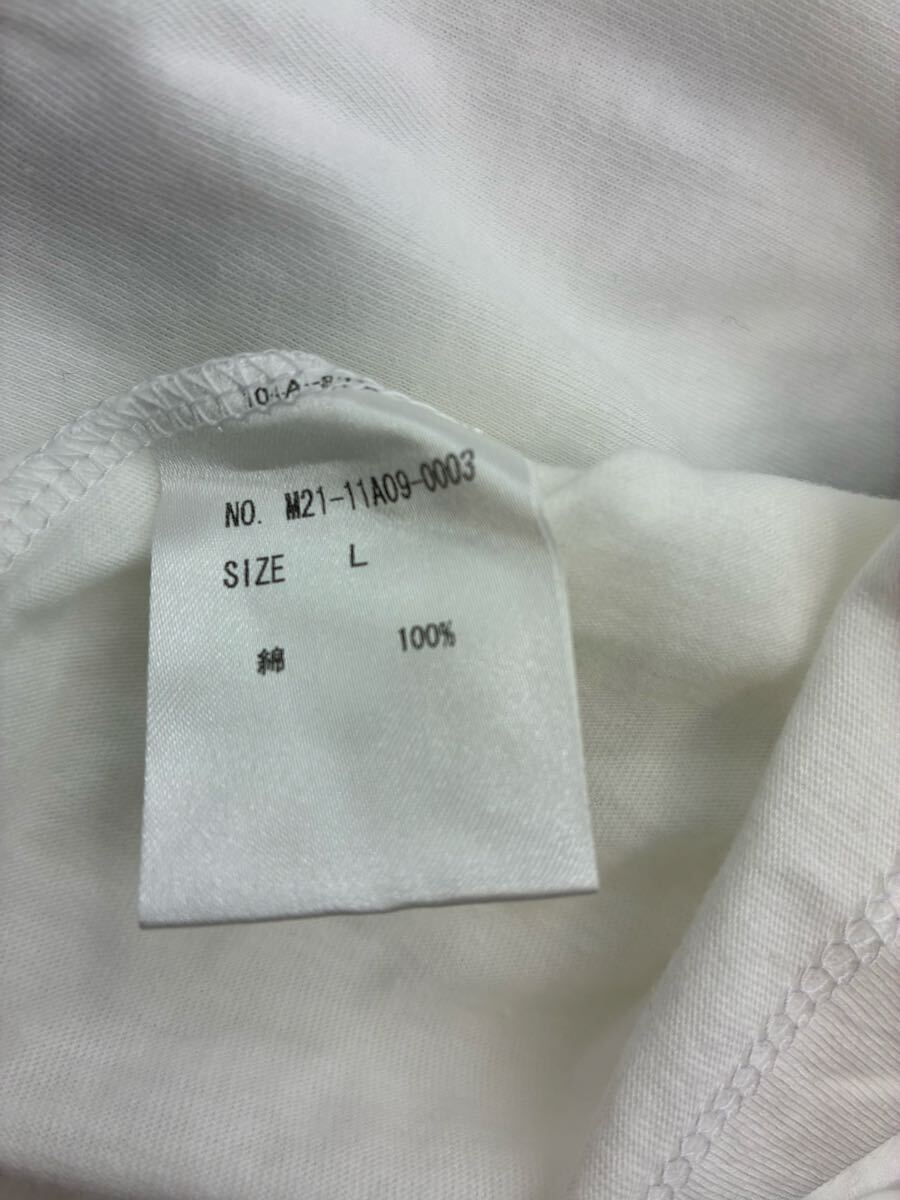 NO. M21-11A09-0003
SIZE L
綿 100%